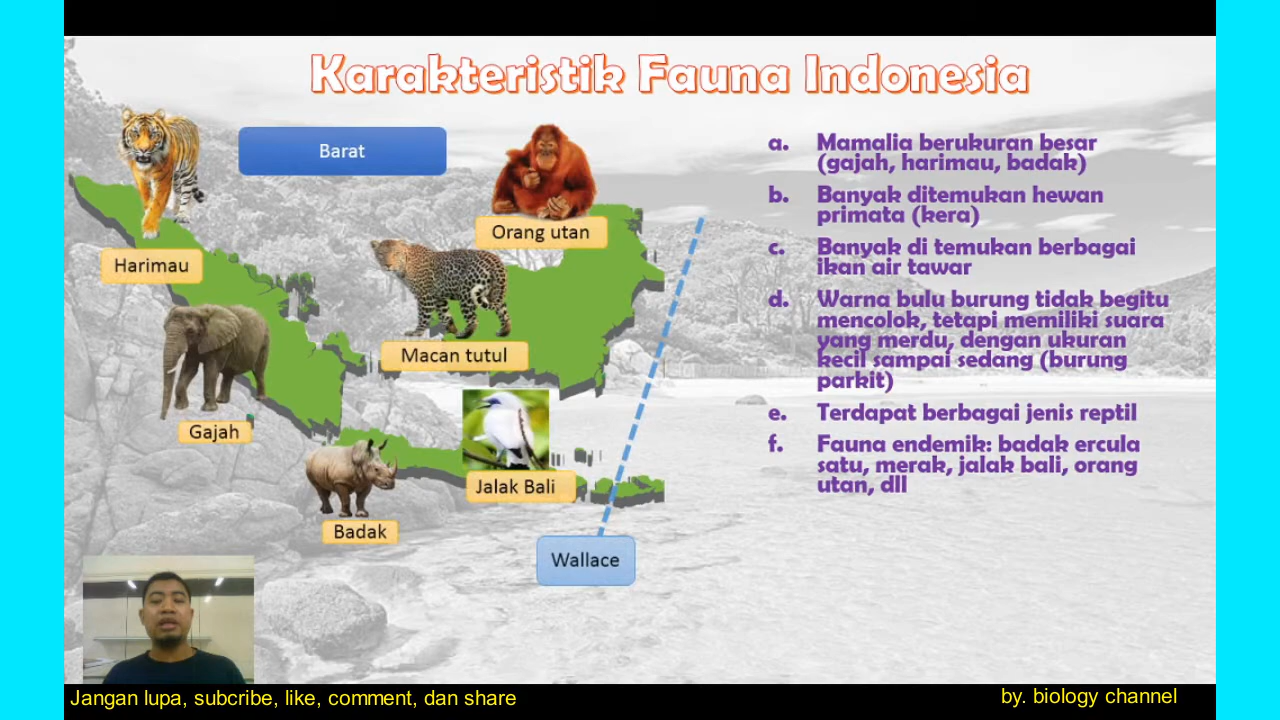 Karakteristik Fauna Indonesia
Barat
Orang utan
Harimau
Macan tutul
Gajah
Jalak Bali
Badak
Wallace
a. Mamalia berukuran besar
(gajah, harimau, badak)
b. Banyak ditemukan hewan
primata (kera)
c. Banyak di temukan berbagai
ikan air tawar
d. Warna bulu burung tidak begitu
mencolok, tetapi memiliki suara
yang merdu, dengan ukuran
kecil sampai sedang (burung
parkit)
e. Terdapat berbagai jenis reptil
f. Fauna endemik: badak ercula
satu, merak, jalak bali, orang
utan, dll
Jangan lupa, subcribe, like, comment, dan share
by. biology channel